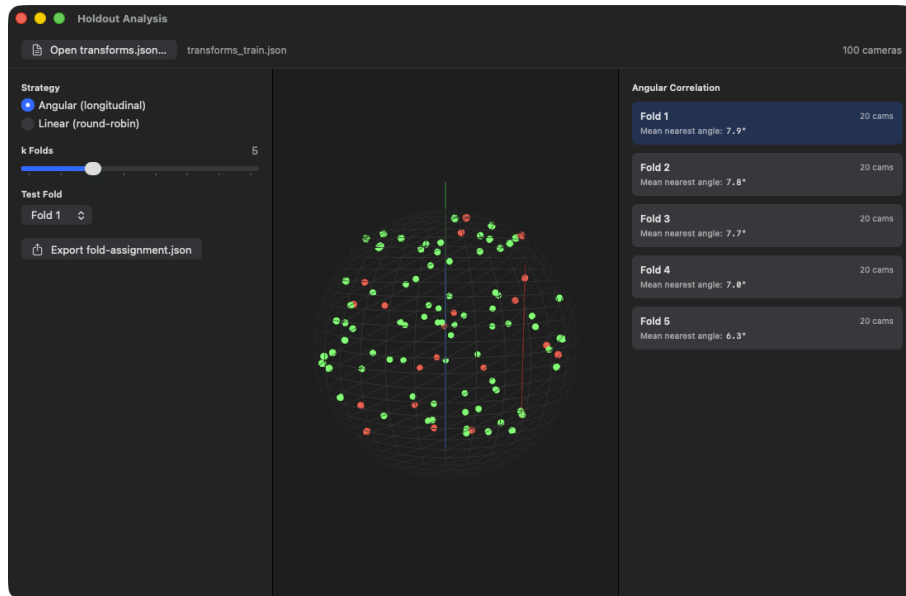 Holdout Analysis
Open transforms.json... transforms_train.json 100 cameras
Strategy
Angular (longitudinal)
Linear (round-robin)
k Folds 5
Test Fold
Fold 1
Export fold-assignment.json
Angular Correlation
Fold 1 20 cams
Mean nearest angle: 7.9°
Fold 2 20 cams
Mean nearest angle: 7.8°
Fold 3 20 cams
Mean nearest angle: 7.7°
Fold 4 20 cams
Mean nearest angle: 7.0°
Fold 5 20 cams
Mean nearest angle: 6.3°